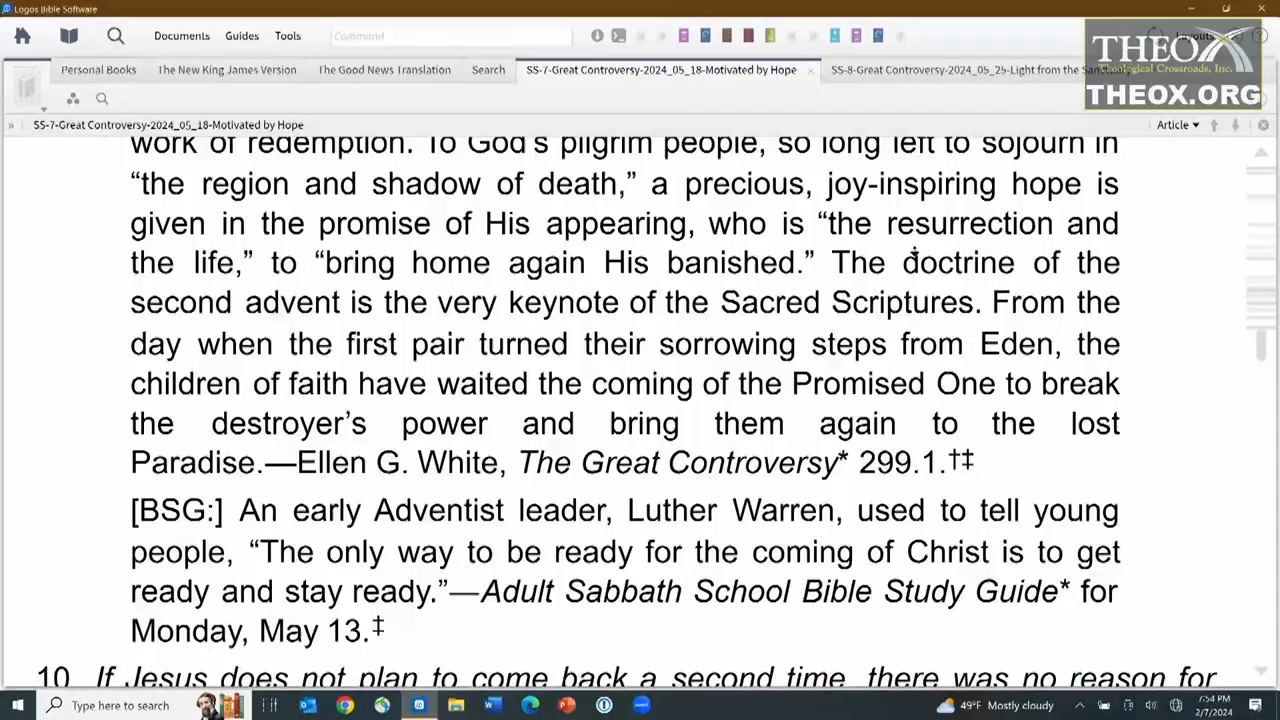 Logos Bible Software
Documents Guides Tools Command Layouts
THEOX
Theological Crossroads, Inc.
THEOX.ORG
Personal Books The New King James Version The Good News Search SS-7-Great Controversy-2024_05_18-Motivated by Hope SS-8-Great Controversy-2024_05_25-Light from the
SS-7-Great Controversy-2024_05_18-Motivated by Hope Article
work of redemption. To God's pilgrim people, so long left to sojourn in
“the region and shadow of death,” a precious, joy-inspiring hope is
given in the promise of His appearing, who is “the resurrection and
the life,” to “bring home again His banished.” The doctrine of the
second advent is the very keynote of the Sacred Scriptures. From the
day when the first pair turned their sorrowing steps from Eden, the
children of faith have waited the coming of the Promised One to break
the destroyer’s power and bring them again to the lost
Paradise.—Ellen G. White, The Great Controversy* 299.1.†‡
[BSG:] An early Adventist leader, Luther Warren, used to tell young
people, “The only way to be ready for the coming of Christ is to get
ready and stay ready.”—Adult Sabbath School Bible Study Guide* for
Monday, May 13.‡
10 If Jesus does not plan to come back a second time, there was no reason for
Type here to search 49°F Mostly cloudy 7:54 PM
2/7/2024